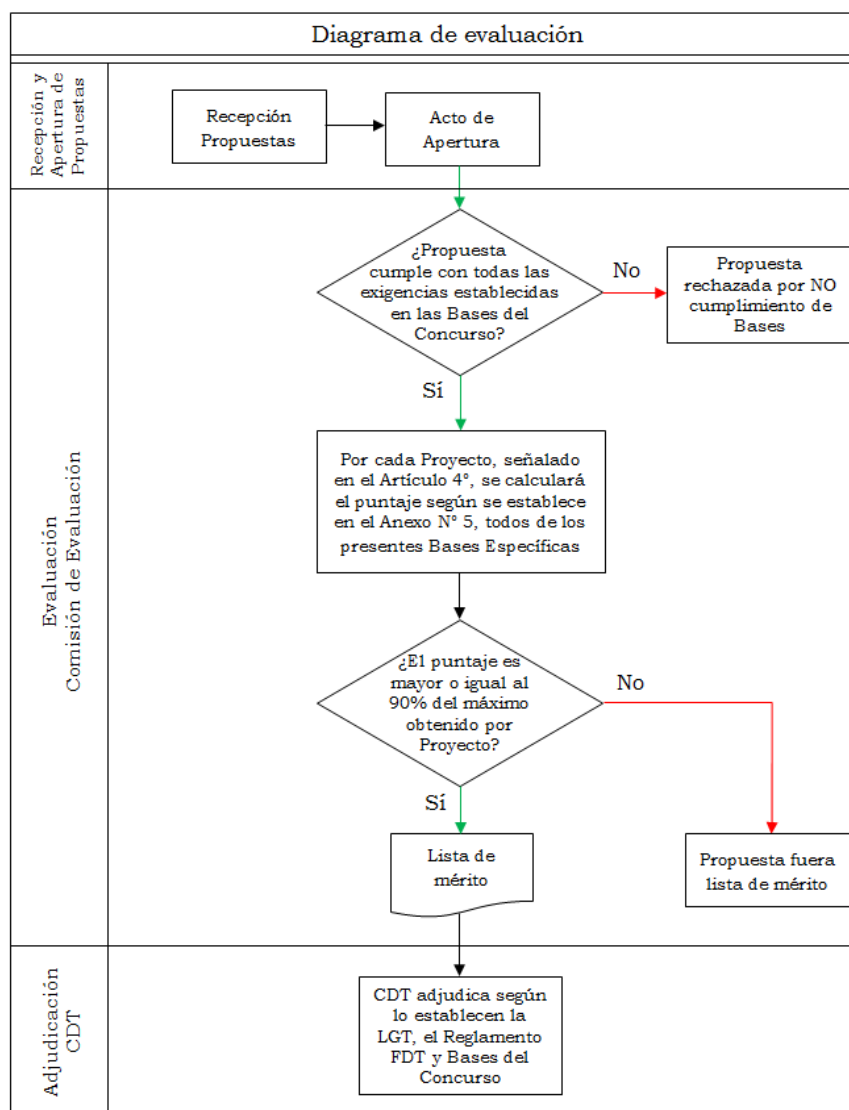 Diagrama de evaluación
Recepción y
Apertura de
Propuestas
Recepción
Propuestas
Acto de
Apertura
Evaluación
Comisión de Evaluación
¿Propuesta
cumple con todas las
exigencias establecidas
en las Bases del
Concurso?
No
Propuesta
rechazada por NO
cumplimiento de
Bases
Sí
Por cada Proyecto, señalado
en el Artículo 4°, se calculará
el puntaje según se establece
en el Anexo N° 5, todos de los
presentes Bases Específicas
¿El puntaje es
mayor o igual al
90% del máximo
obtenido por
Proyecto?
No
Sí
Lista de
mérito
Propuesta fuera
lista de mérito
Adjudicación
CDT
CDT adjudica según
lo establecen la
LGT, el Reglamento
FDT y Bases del
Concurso